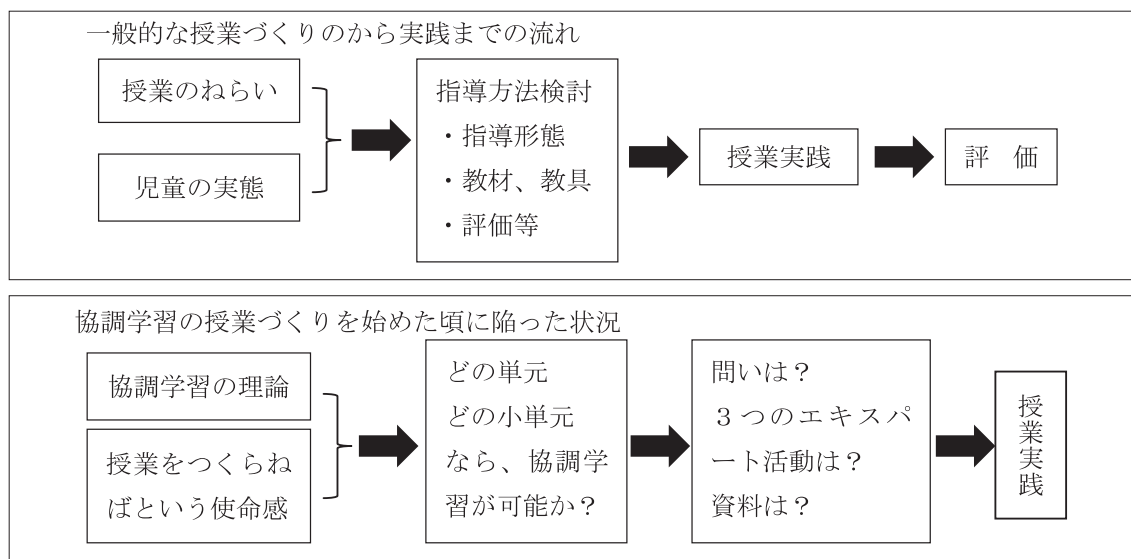 一般的な授業づくりのから実践までの流れ
授業のねらい
児童の実態
指導方法検討
・指導形態
・教材、教具
・評価等
授業実践
評　価
協調学習の授業づくりを始めた頃に陥った状況
協調学習の理論
授業をつくらね
ばという使命感
どの単元
どの小単元
なら、協調学
習が可能か？
問いは？
３つのエキスパ
ート活動は？
資料は？
授業実践